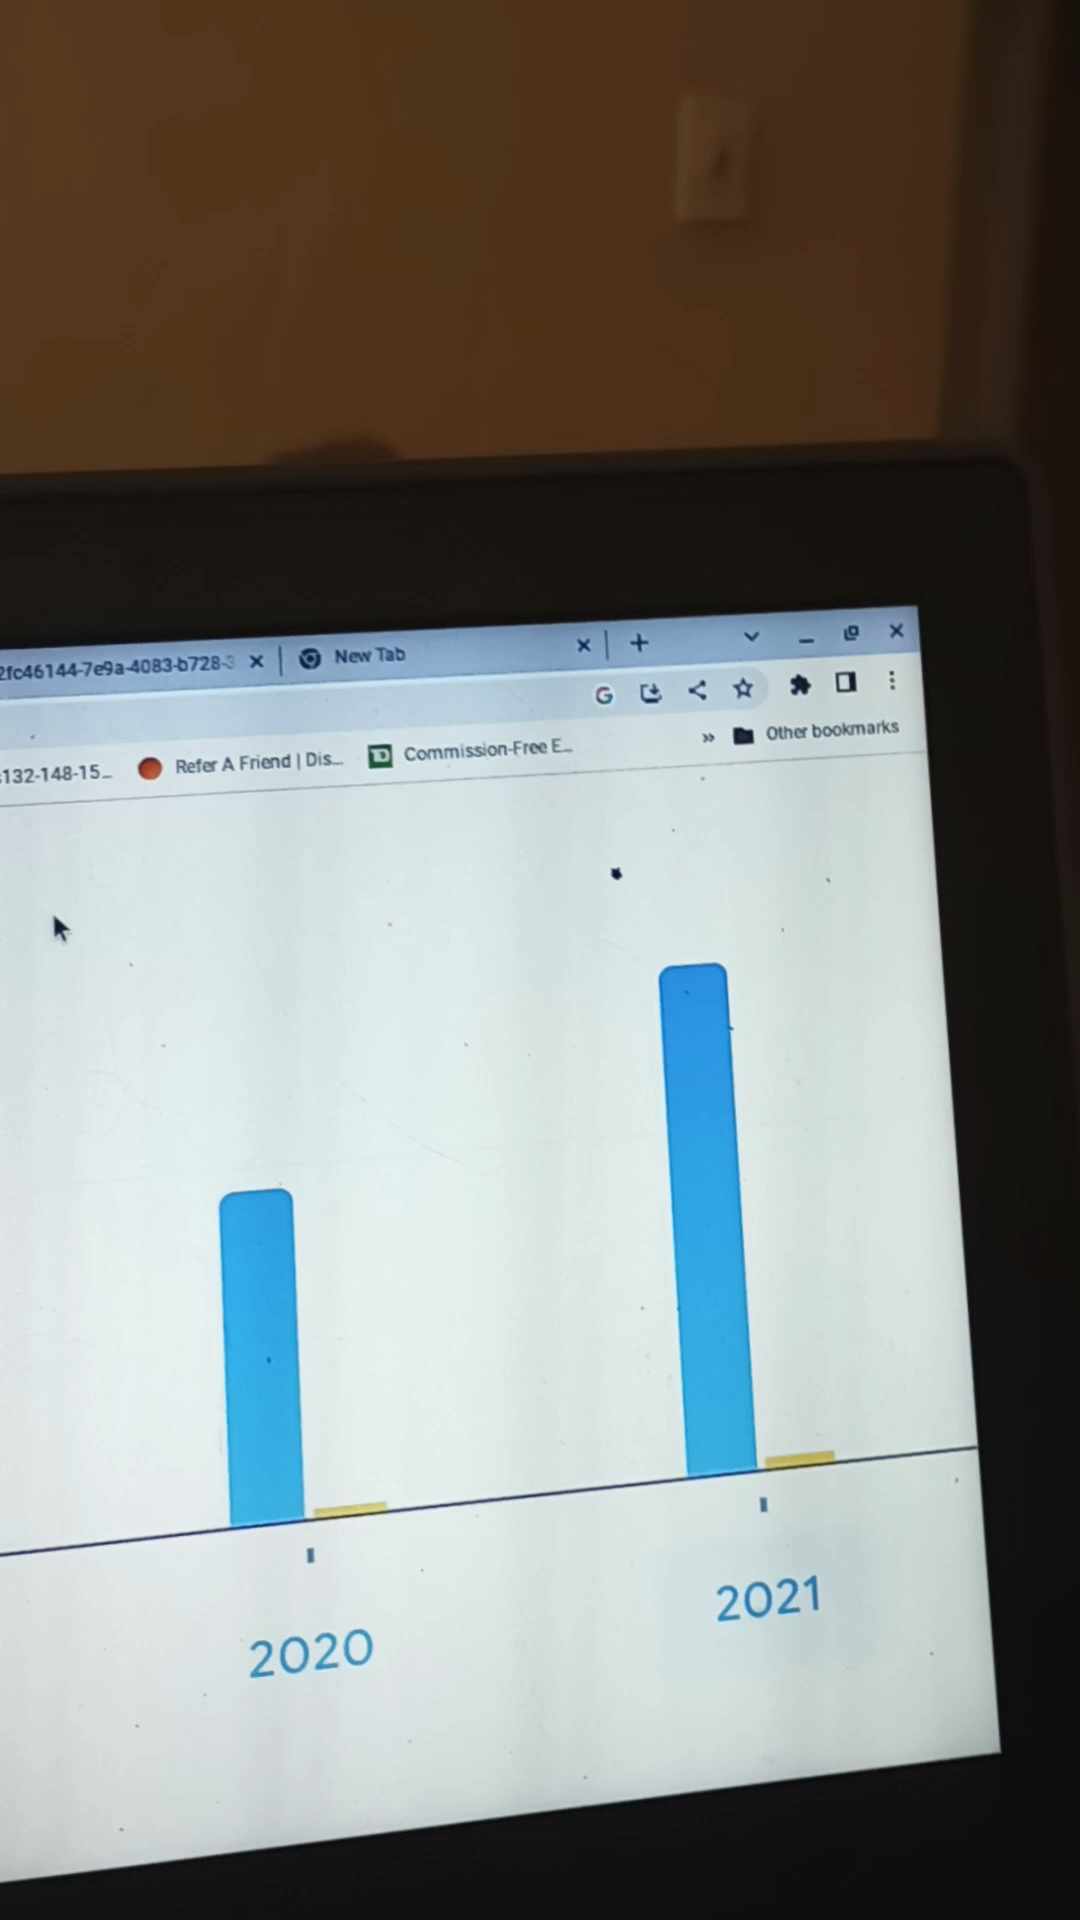 2fc46144-7e9a-4083-b728-3
New Tab
132-148-15...
Refer A Friend | Dis...
Commission-Free E...
Other bookmarks
2020
2021